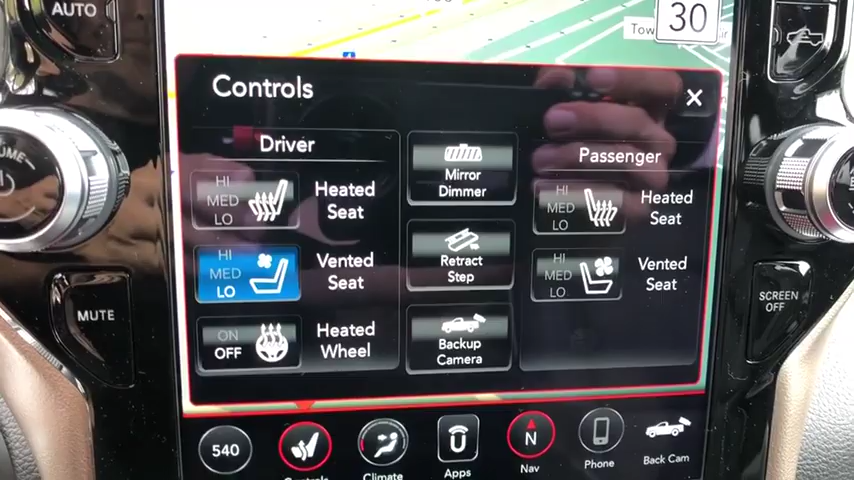 AUTO
30
Tow
Controls
X
Driver
Passenger
HI
MED
LO
Heated
Seat
HI
MED
LO
Vented
Seat
ON
OFF
Heated
Wheel
Mirror
Dimmer
Retract
Step
Backup
Camera
HI
MED
LO
Heated
Seat
HI
MED
LO
Vented
Seat
MUTE
SCREEN
OFF
540
Controls
Climate
Apps
N
Nav
Phone
Back Cam